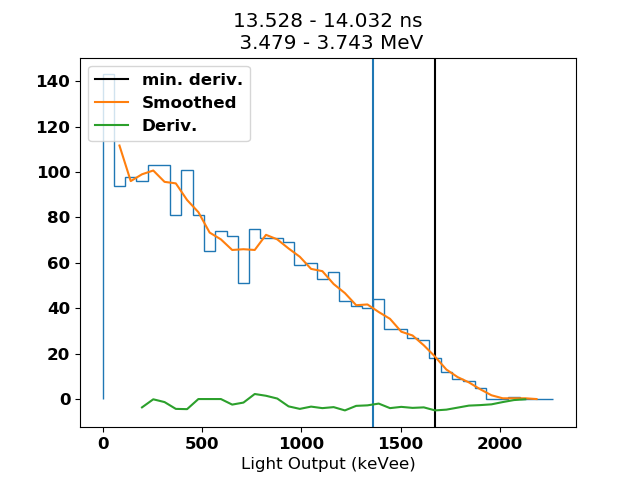 13.528 - 14.032 ns
3.479 - 3.743 MeV
min. deriv.
Smoothed
Deriv.
140
120
100
80
60
40
20
0
0 500 1000 1500 2000
Light Output (keVee)